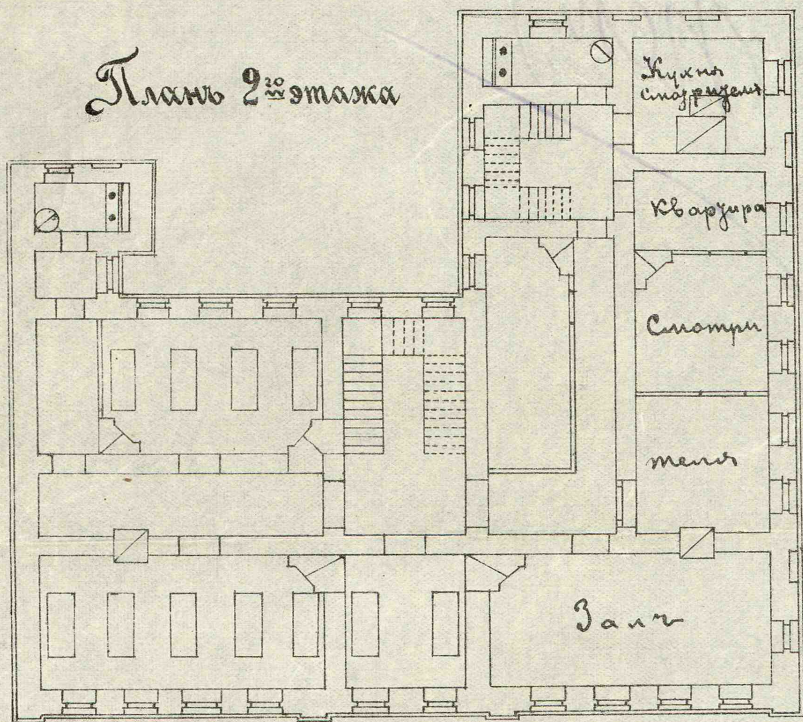 Планъ 2го этажа
Кухня
смотрителя
Квартира
Смотри
теля
Залъ